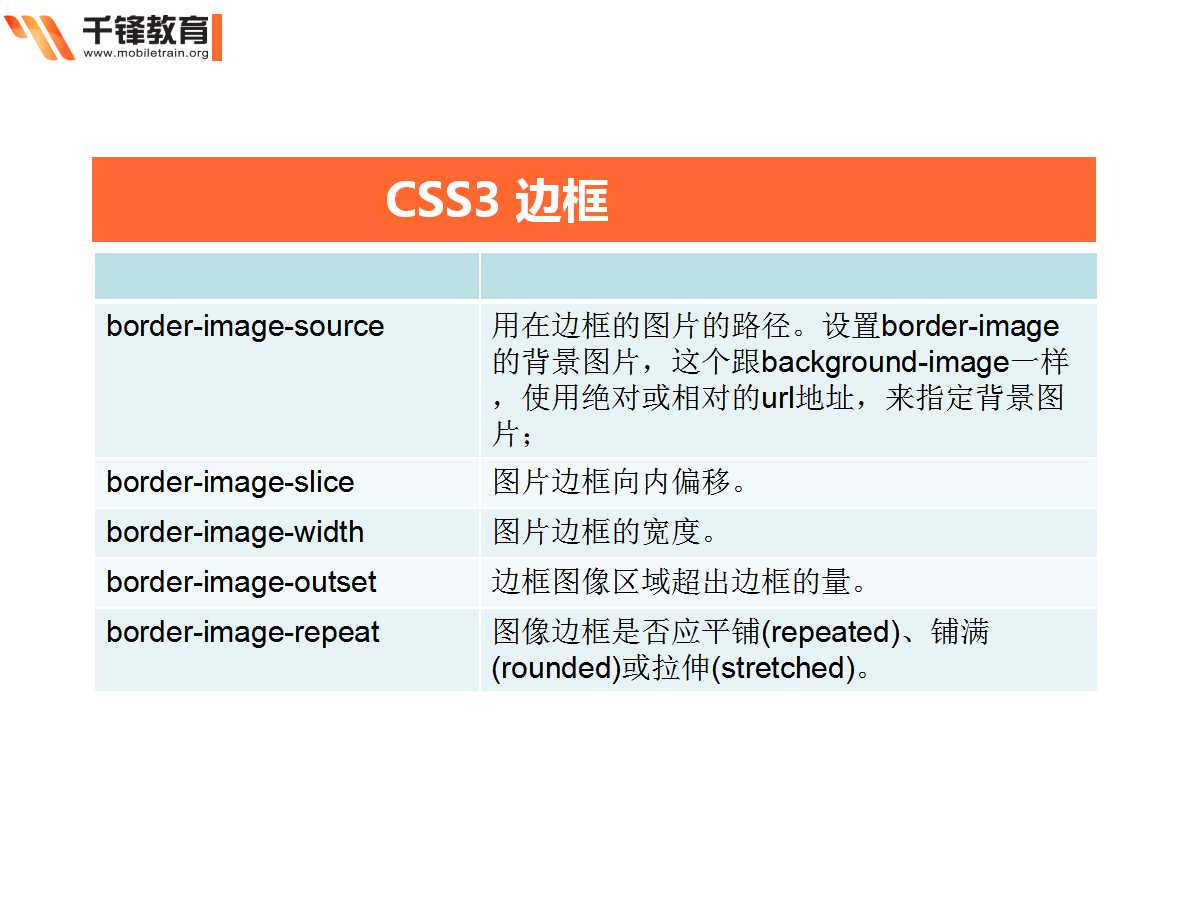 千锋教育
www.mobiletrain.org
CSS3 边框
border-image-source
用在边框的图片的路径。设置border-image
的背景图片，这个跟background-image一样
，使用绝对或相对的url地址，来指定背景图
片；
border-image-slice
图片边框向内偏移。
border-image-width
图片边框的宽度。
border-image-outset
边框图像区域超出边框的量。
border-image-repeat
图像边框是否应平铺(repeated)、铺满
(rounded)或拉伸(stretched)。